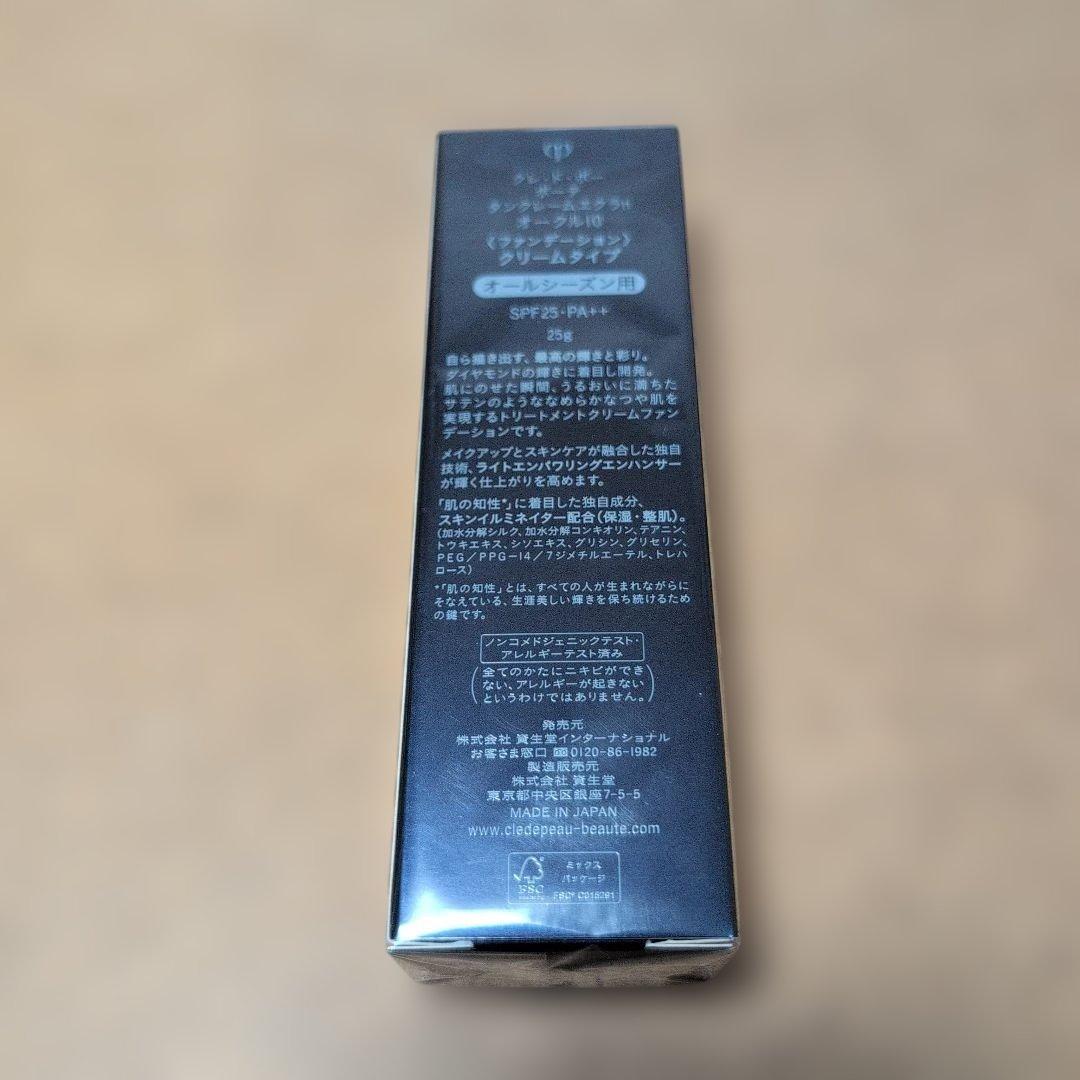 クレ・ド・ポー
ボーテ
タンクレームエクラn
オークル10
〈ファンデーション〉
クリームタイプ
オールシーズン用
SPF25・PA++
25g
自ら描き出す、最高の輝きと彩り。
ダイヤモンドの輝きに着目し開発。
肌にのせた瞬間、うるおいに満ちた
サテンのようななめらかなつや肌を
実現するトリートメントクリームファン
デーションです。
メイクアップとスキンケアが融合した独自
技術、ライトエンパワリングエンハンサー
が輝く仕上がりを高めます。
「肌の知性*」に着目した独自成分、
スキンイルミネイター配合(保湿・整肌)。
(加水分解シルク、加水分解コンキオリン、テアニン、
トウキエキス、シソエキス、グリシン、グリセリン、
PEG/PPG-14/7ジメチルエーテル、トレハ
ロース)
*「肌の知性」とは、すべての人が生まれながらに
そなえている、生涯美しい輝きを保ち続けるため
の鍵です。
ノンコメドジェニックテスト・
アレルギーテスト済み
(全てのかたにニキビができ
ない、アレルギーが起きない
というわけではありません。)
発売元
株式会社 資生堂インターナショナル
お客さま窓口 0120-86-1982
製造販売元
株式会社 資生堂
東京都中央区銀座7-5-5
MADE IN JAPAN
www.cledepeau-beaute.com
FSC
ミックス
パッケージ
FSC® C015291